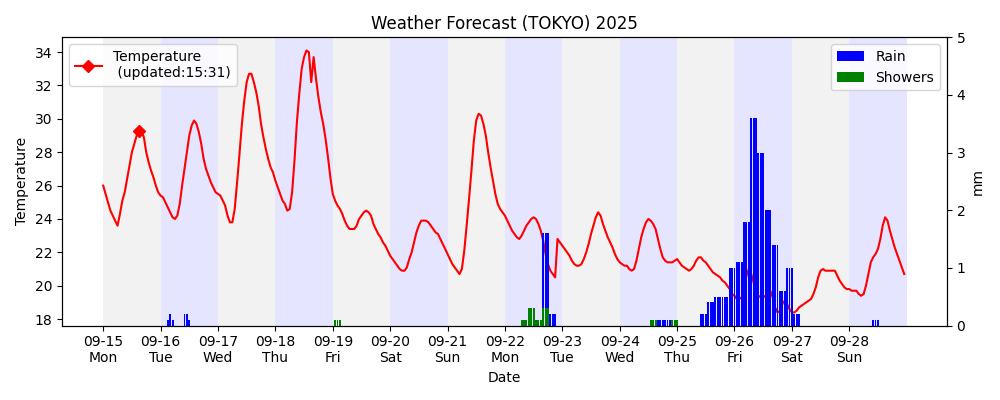 Weather Forecast (TOKYO) 2025
Temperature
(updated:15:31)
Rain
Showers
Temperature
34
32
30
28
26
24
22
20
18
5
4
3
2
1
0
mm
09-15 09-16 09-17 09-18 09-19 09-20 09-21 09-22 09-23 09-24 09-25 09-26 09-27 09-28
Mon Tue Wed Thu Fri Sat Sun Mon Tue Wed Thu Fri Sat Sun
Date